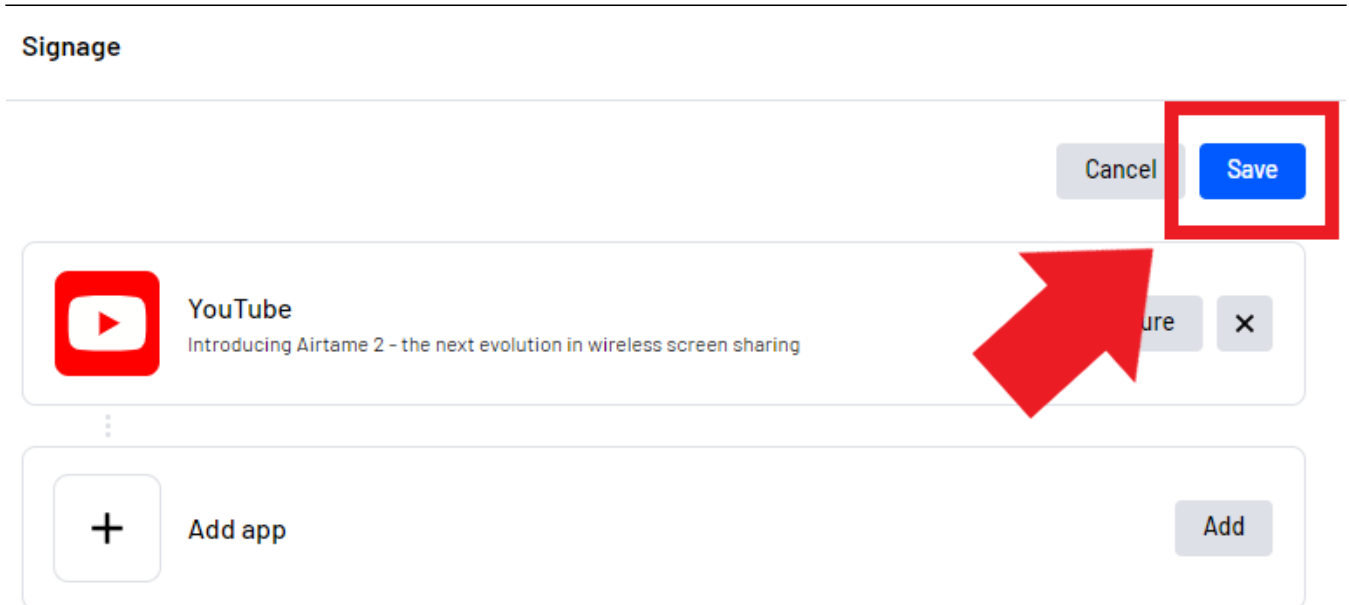 Signage
Cancel
Save
YouTube
Introducing Airtame 2 - the next evolution in wireless screen sharing
Add app
Add